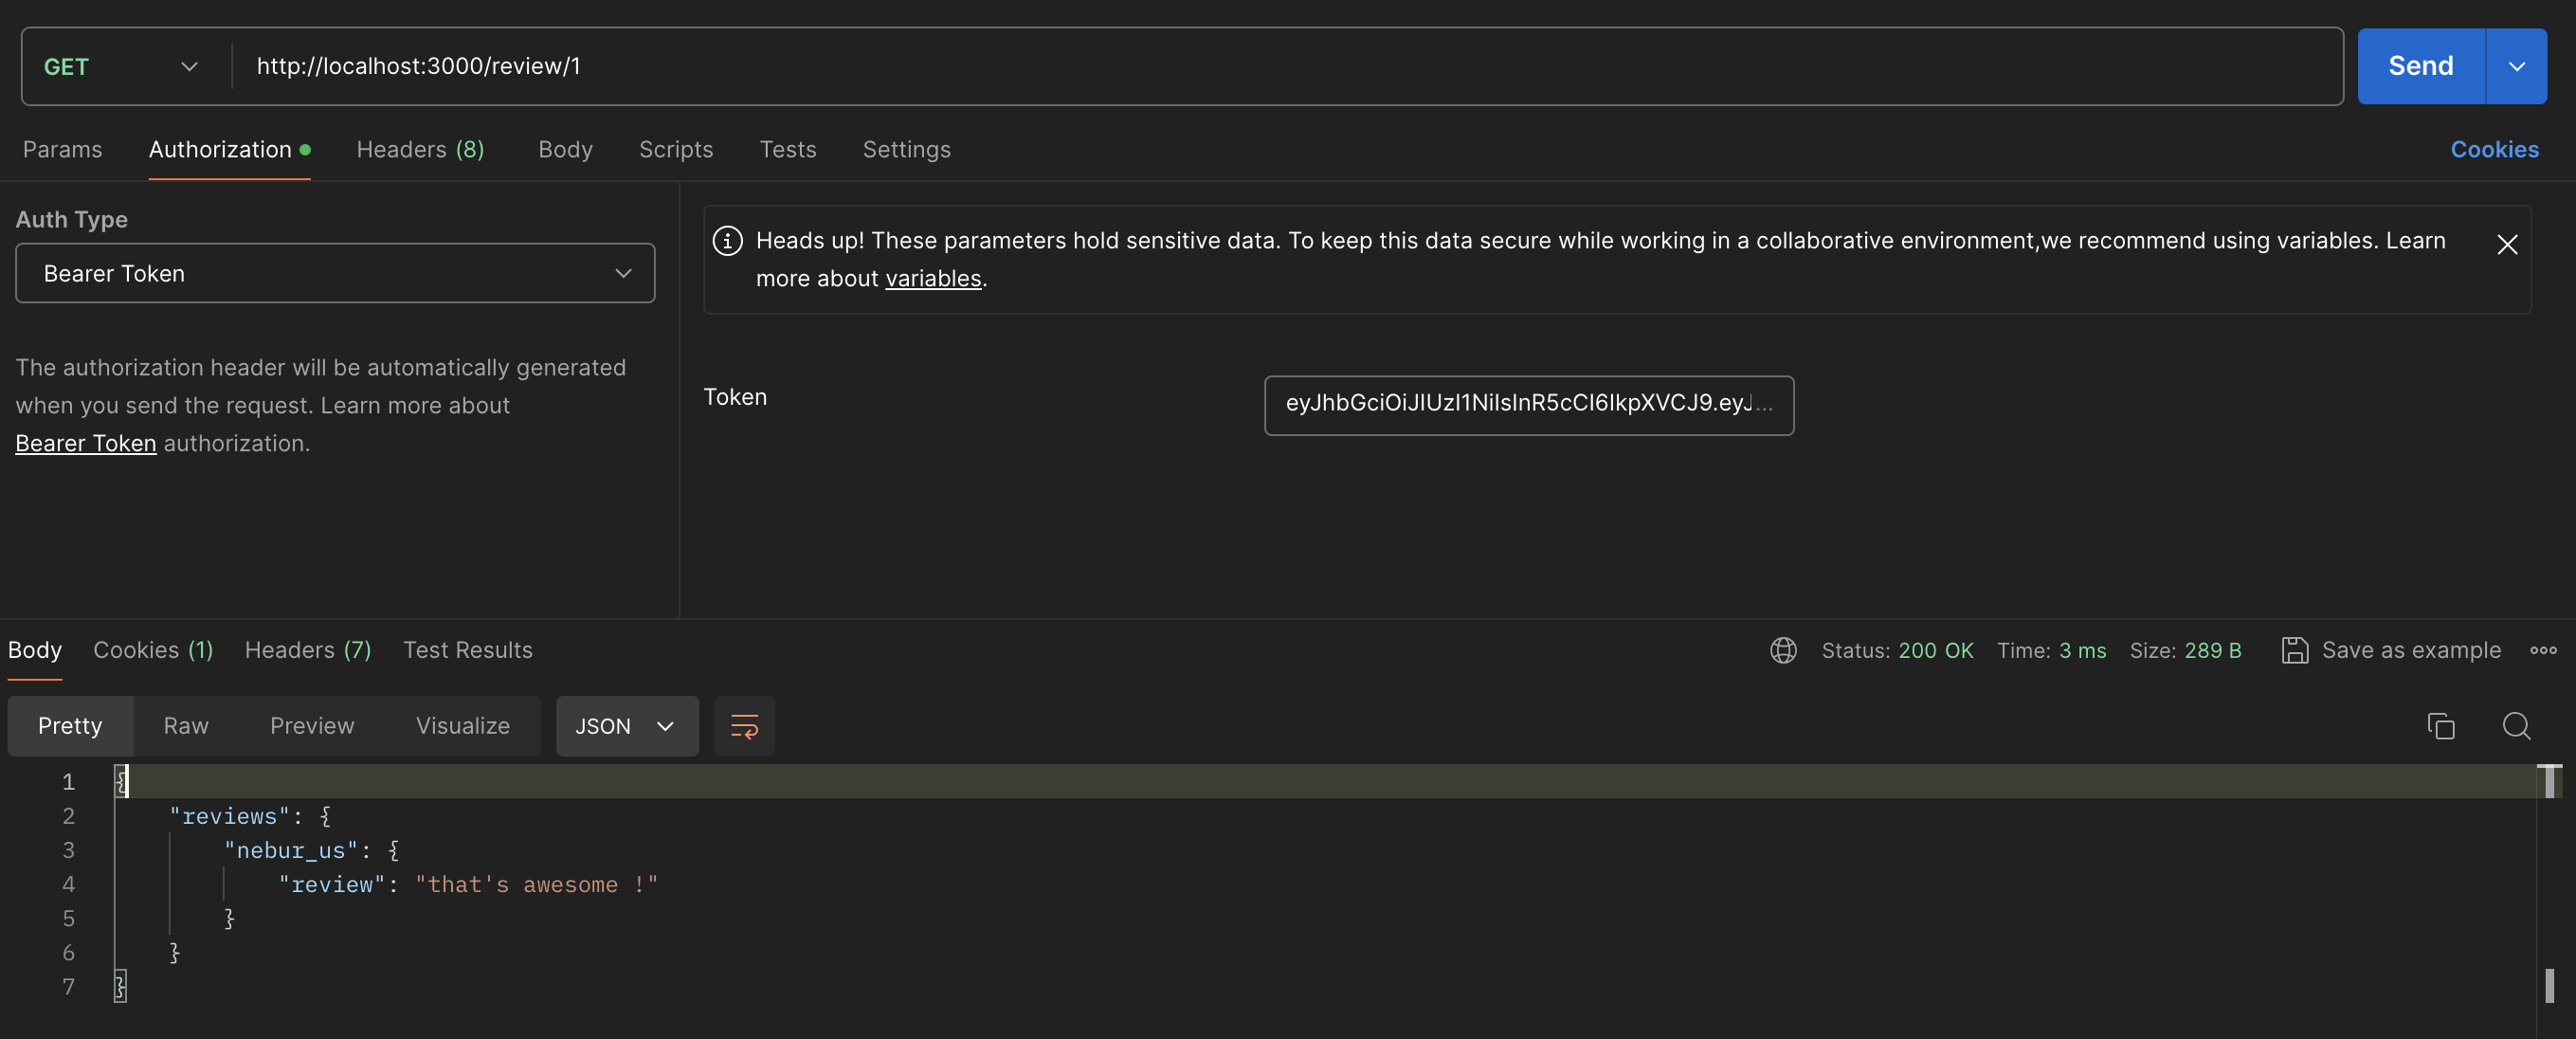 GET
http://localhost:3000/review/1
Send
Params Authorization Headers (8) Body Scripts Tests Settings Cookies
Auth Type
Bearer Token
The authorization header will be automatically generated
when you send the request. Learn more about
Bearer Token authorization.
Heads up! These parameters hold sensitive data. To keep this data secure while working in a collaborative environment,we recommend using variables. Learn
more about variables.
Token
eyJhbGciOiJIUzI1NiIsInR5cCI6IkpXVCJ9.eyJ...
Body Cookies (1) Headers (7) Test Results
Status: 200 OK Time: 3 ms Size: 289 B Save as example
Pretty Raw Preview Visualize JSON
1 {
2 "reviews": {
3 "nebur_us": {
4 "review": "that's awesome !"
5 }
6 }
7 }